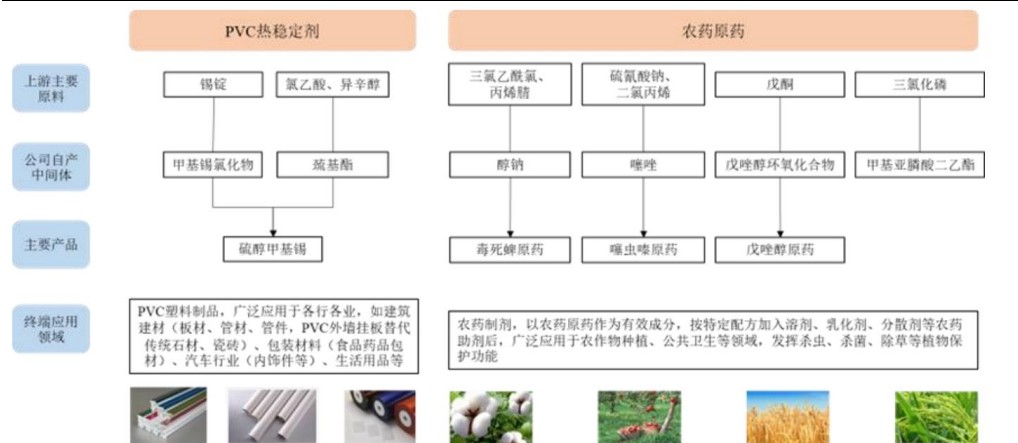 PVC热稳定剂
农药原药
上游主要
原料
锡锭
氯乙酸、异辛醇
三氯乙酰氯、
丙烯腈
硫氰酸钠、
二氯丙烯
戊酮
三氯化磷
公司自产
中间体
甲基锡氯化物
巯基酯
醇钠
噻唑
戊唑醇环氧化合物
甲基亚膦酸二乙酯
主要产品
硫醇甲基锡
毒死蜱原药
噻虫嗪原药
戊唑醇原药
终端应用
领域
PVC塑料制品，广泛应用于各行各业，如建筑
建材（板材、管材、管件，PVC外墙挂板替代
传统石材、瓷砖）、包装材料（食品药品包
材）、汽车行业（内饰件等）、生活用品等
农药制剂，以农药原药作为有效成分，按特定配方加入溶剂、乳化剂、分散剂等农药
助剂后，广泛应用于农作物种植、公共卫生等领域，发挥杀虫、杀菌、除草等植物保
护功能